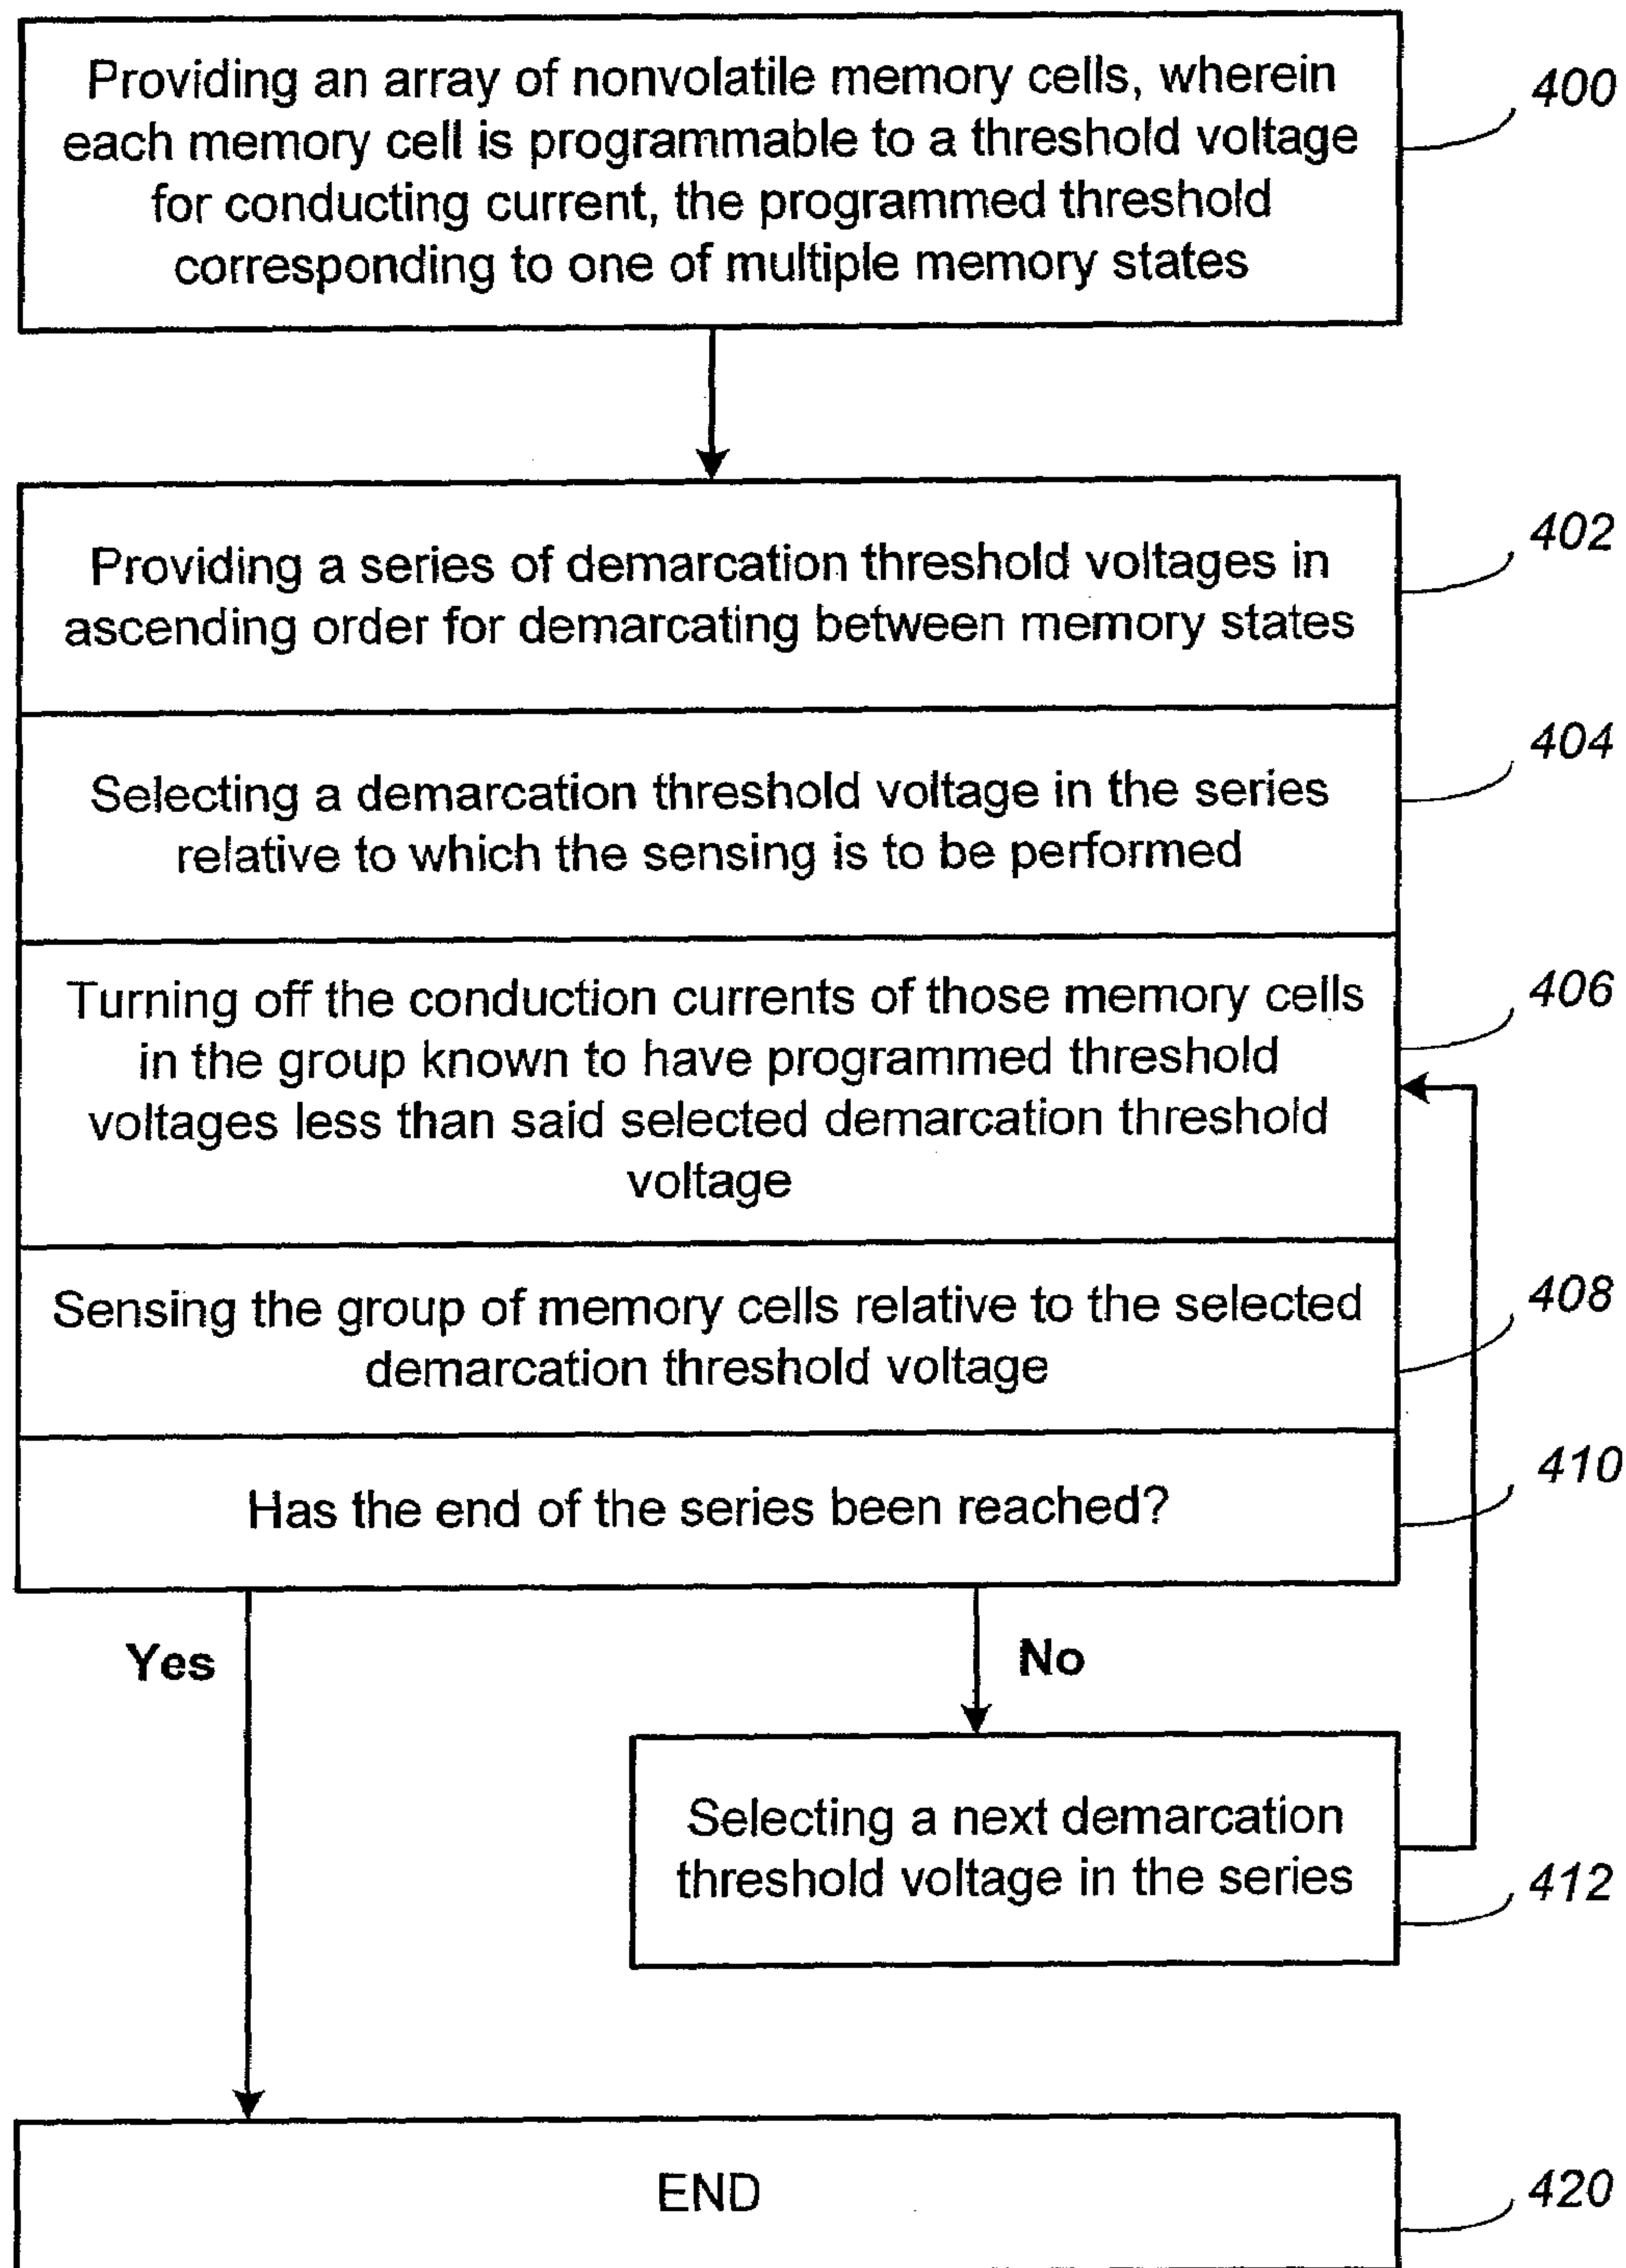 Providing an array of nonvolatile memory cells, wherein
each memory cell is programmable to a threshold voltage
for conducting current, the programmed threshold
corresponding to one of multiple memory states
400
Providing a series of demarcation threshold voltages in
ascending order for demarcating between memory states
402
Selecting a demarcation threshold voltage in the series
relative to which the sensing is to be performed
404
Turning off the conduction currents of those memory cells
in the group known to have programmed threshold
voltages less than said selected demarcation threshold
voltage
406
Sensing the group of memory cells relative to the selected
demarcation threshold voltage
408
Has the end of the series been reached?
410
Yes
No
Selecting a next demarcation
threshold voltage in the series
412
END
420